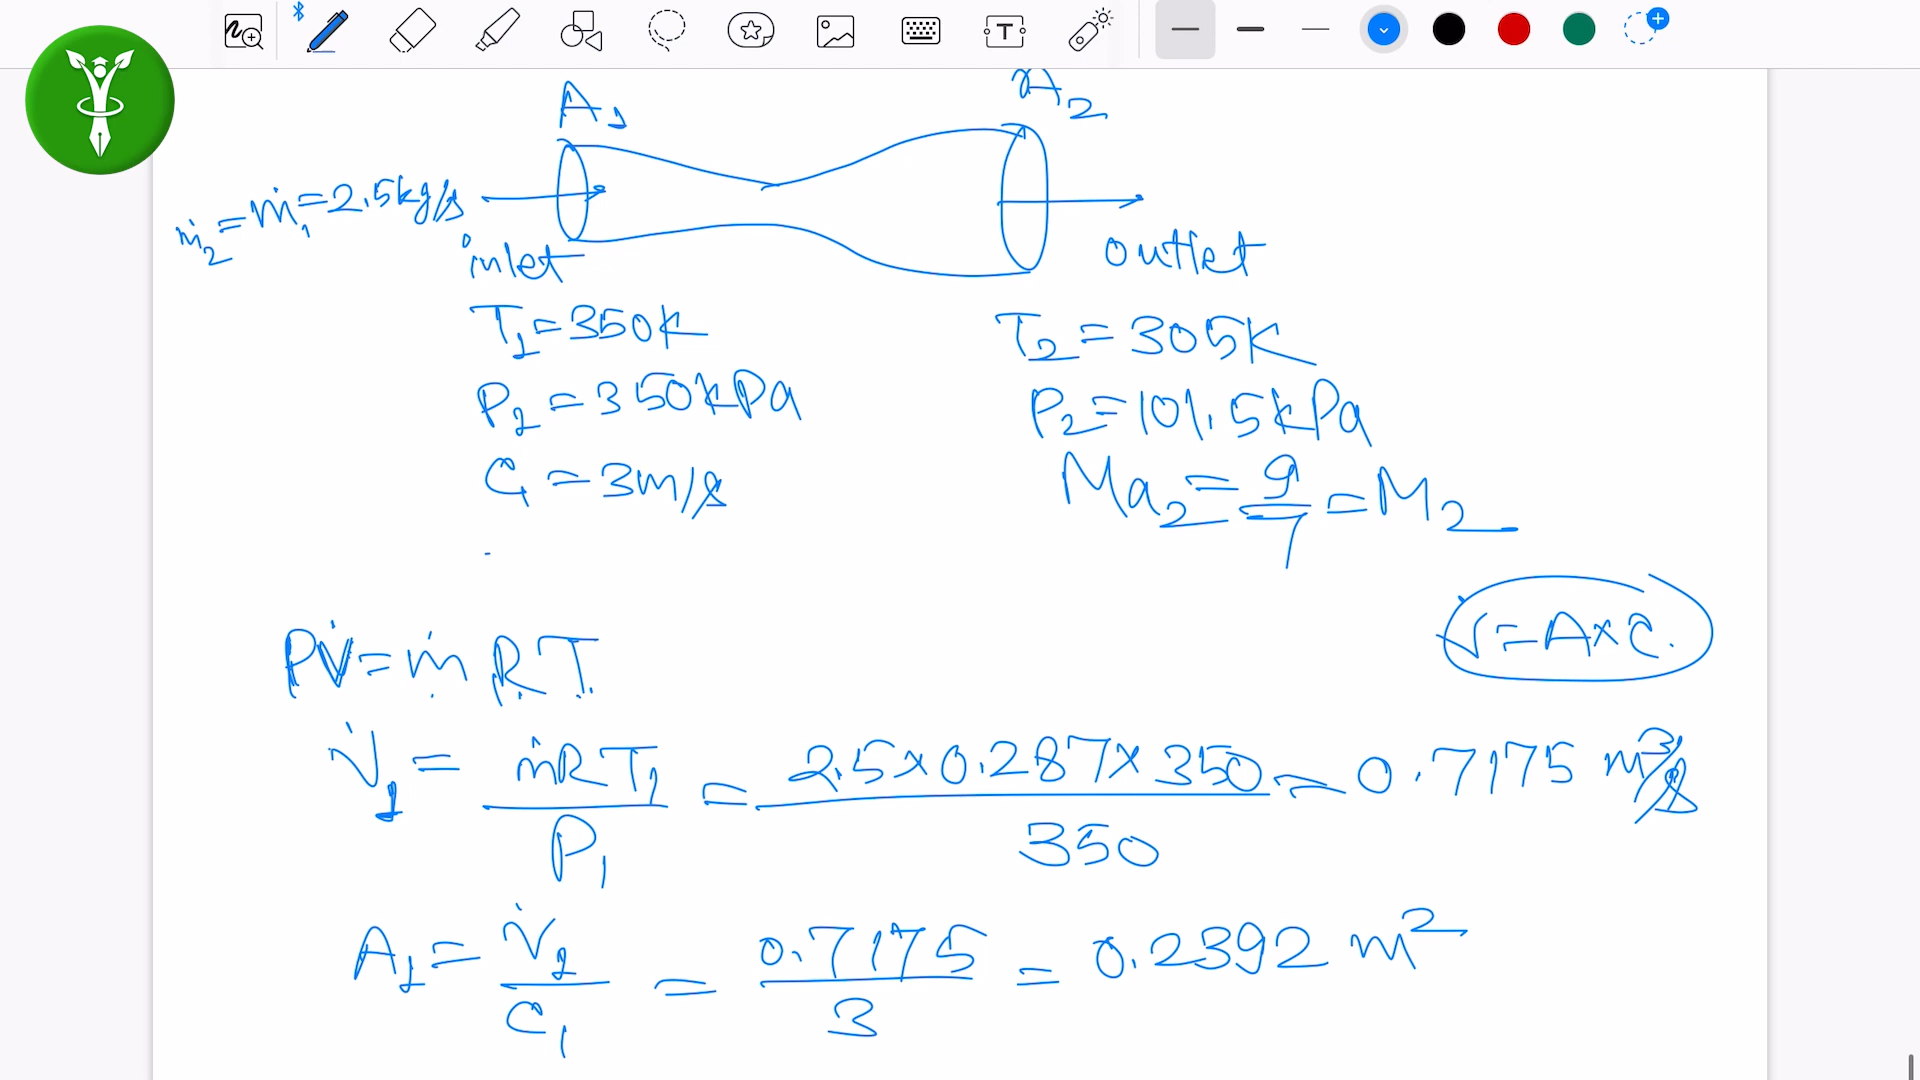 A₁ A₂
ṁ₂ = ṁ₁ = 2.5kg/s
inlet outlet
T₁ = 350K T₂ = 305K
P₁ = 350kPa P₂ = 101.5kPa
C₁ = 3m/s Ma₂ = 9/7 = M₂
V̇ = A × C.
PV̇ = ṁRT
V̇₁ = ṁRT₁/P₁ = 2.5×0.287×350/350 = 0.7175 m³/s
A₁ = V̇₁/C₁ = 0.7175/3 = 0.2392 m²